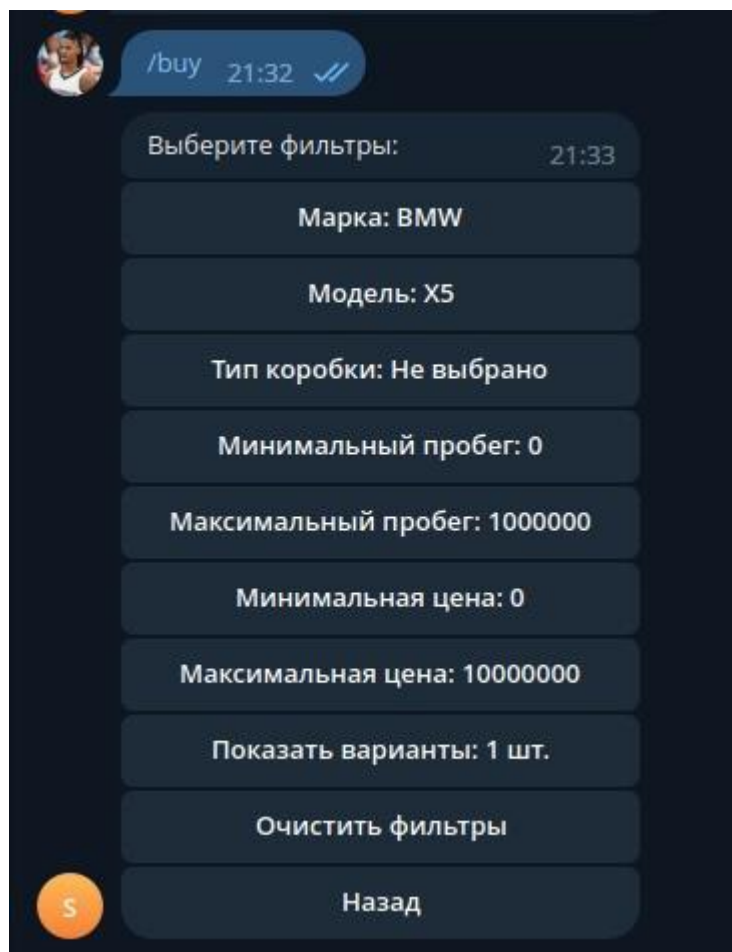 /buy 21:32
Выберите фильтры: 21:33
Марка: BMW
Модель: X5
Тип коробки: Не выбрано
Минимальный пробег: 0
Максимальный пробег: 1000000
Минимальная цена: 0
Максимальная цена: 10000000
Показать варианты: 1 шт.
Очистить фильтры
Назад
S